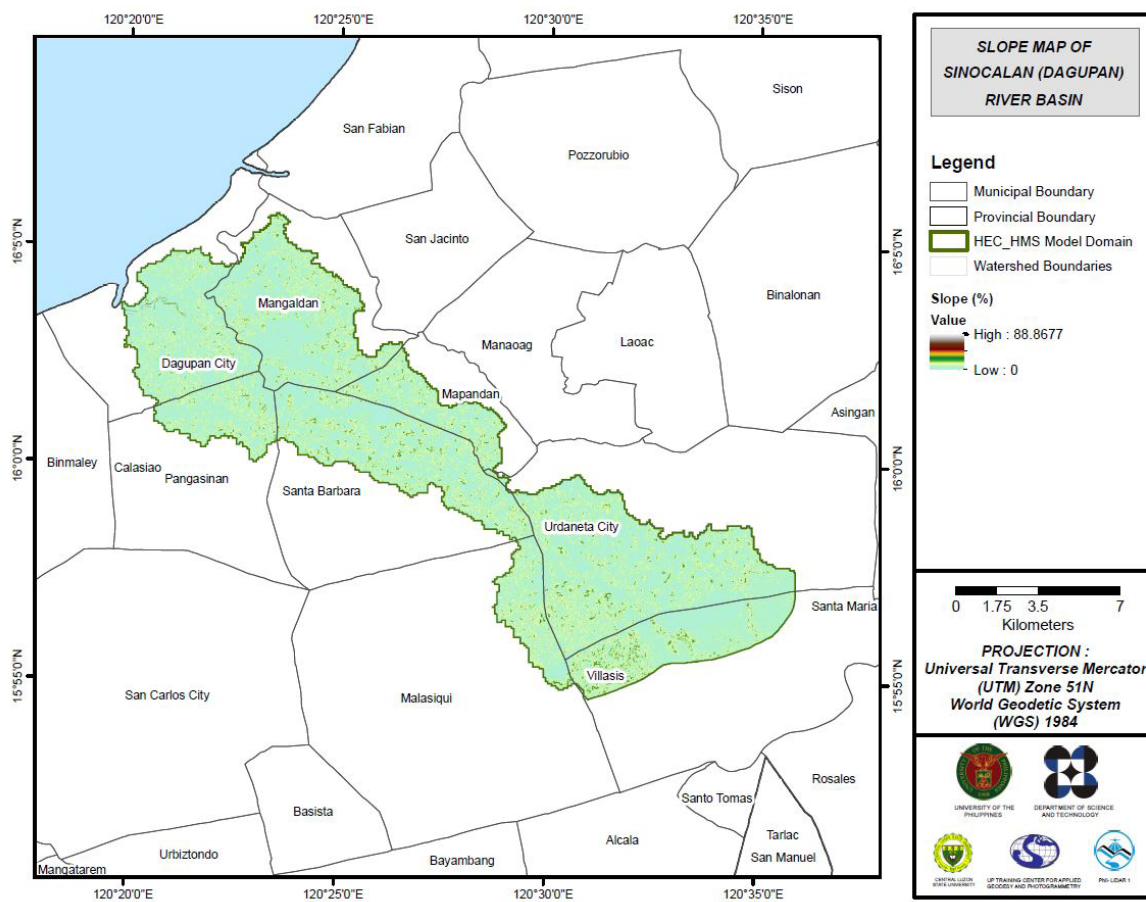 120°20'0"E
120°25'0"E
120°30'0"E
120°35'0"E
16°5'0"N
16°0'0"N
15°55'0"N
16°5'0"N
16°0'0"N
15°55'0"N
120°20'0"E
120°25'0"E
120°30'0"E
120°35'0"E
Sison
San Fabian
Pozzorubio
San Jacinto
Binalonan
Mangaldan
Manaoag
Laoac
Dagupan City
Mapandan
Asingan
Binmaley
Calasiao
Pangasinan
Santa Barbara
Urdaneta City
Santa Maria
Villasis
San Carlos City
Malasiqui
Rosales
Santo Tomas
Basista
Alcala
Tarlac
San Manuel
Urbiztondo
Bayambang
Mangatarem
SLOPE MAP OF
SINOCALAN (DAGUPAN)
RIVER BASIN
Legend
Municipal Boundary
Provincial Boundary
HEC_HMS Model Domain
Watershed Boundaries
Slope (%)
Value
High : 88.8677
Low : 0
0 1.75 3.5 7
Kilometers
PROJECTION :
Universal Transverse Mercator
(UTM) Zone 51N
World Geodetic System
(WGS) 1984
UNIVERSITY OF THE
PHILIPPINES
DEPARTMENT OF SCIENCE
AND TECHNOLOGY
CENTRAL LUZON
STATE UNIVERSITY
UP TRAINING CENTER FOR APPLIED
GEODESY AND PHOTOGRAMMETRY
PHIL-LIDAR 1